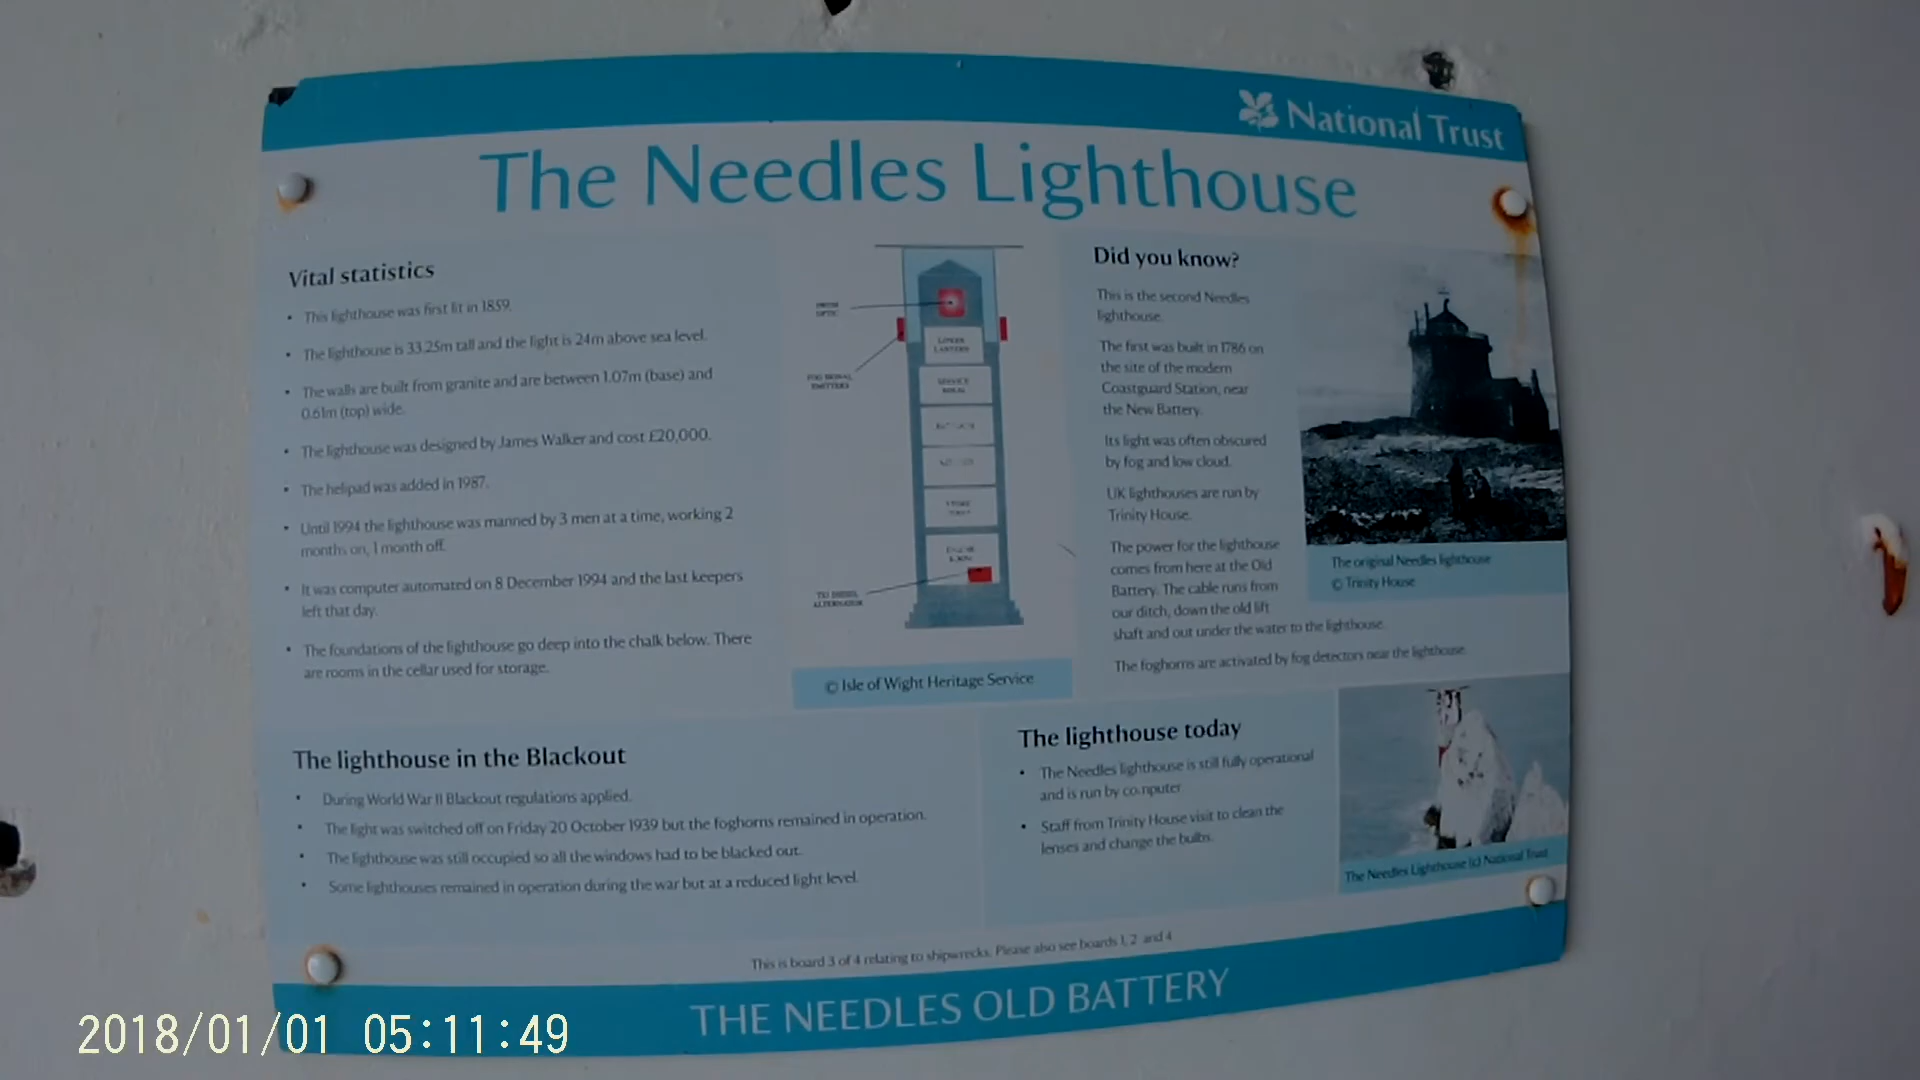 National Trust
The Needles Lighthouse
Vital statistics
• This lighthouse was first lit in 1859.
• The lighthouse is 33.25m tall and the light is 24m above sea level.
• The walls are built from granite and are between 1.07m (base) and
0.61m (top) wide.
• The lighthouse was designed by James Walker and cost £20,000.
• The helipad was added in 1987.
• Until 1994 the lighthouse was manned by 3 men at a time, working 2
months on, 1 month off.
• It was computer automated on 8 December 1994 and the last keepers
left that day.
• The foundations of the lighthouse go deep into the chalk below. There
are rooms in the cellar used for storage.
OPTIC
FOG SIGNAL
EMITTERS
LOWER
LANTERN
SERVICE
ROOM
STORE
ENGINE
ROOM
DIESEL
ALTERNATOR
© Isle of Wight Heritage Service
Did you know?
This is the second Needles
lighthouse.
The first was built in 1786 on
the site of the modern
Coastguard Station, near
the New Battery.
Its light was often obscured
by fog and low cloud.
UK lighthouses are run by
Trinity House.
The power for the lighthouse
comes from here at the Old
Battery. The cable runs from
our ditch, down the old lift
shaft and out under the water to the lighthouse.
The foghorns are activated by fog detectors near the lighthouse.
The original Needles lighthouse
© Trinity House
The lighthouse in the Blackout
• During World War II Blackout regulations applied.
• The light was switched off on Friday 20 October 1939 but the foghorns remained in operation.
• The lighthouse was still occupied so all the windows had to be blacked out.
• Some lighthouses remained in operation during the war but at a reduced light level.
The lighthouse today
• The Needles lighthouse is still fully operational
and is run by computer
• Staff from Trinity House visit to clean the
lenses and change the bulbs.
The Needles Lighthouse (c) National Trust
This is board 3 of 4 relating to shipwrecks. Please also see boards 1, 2 and 4
THE NEEDLES OLD BATTERY
2018/01/01 05:11:49